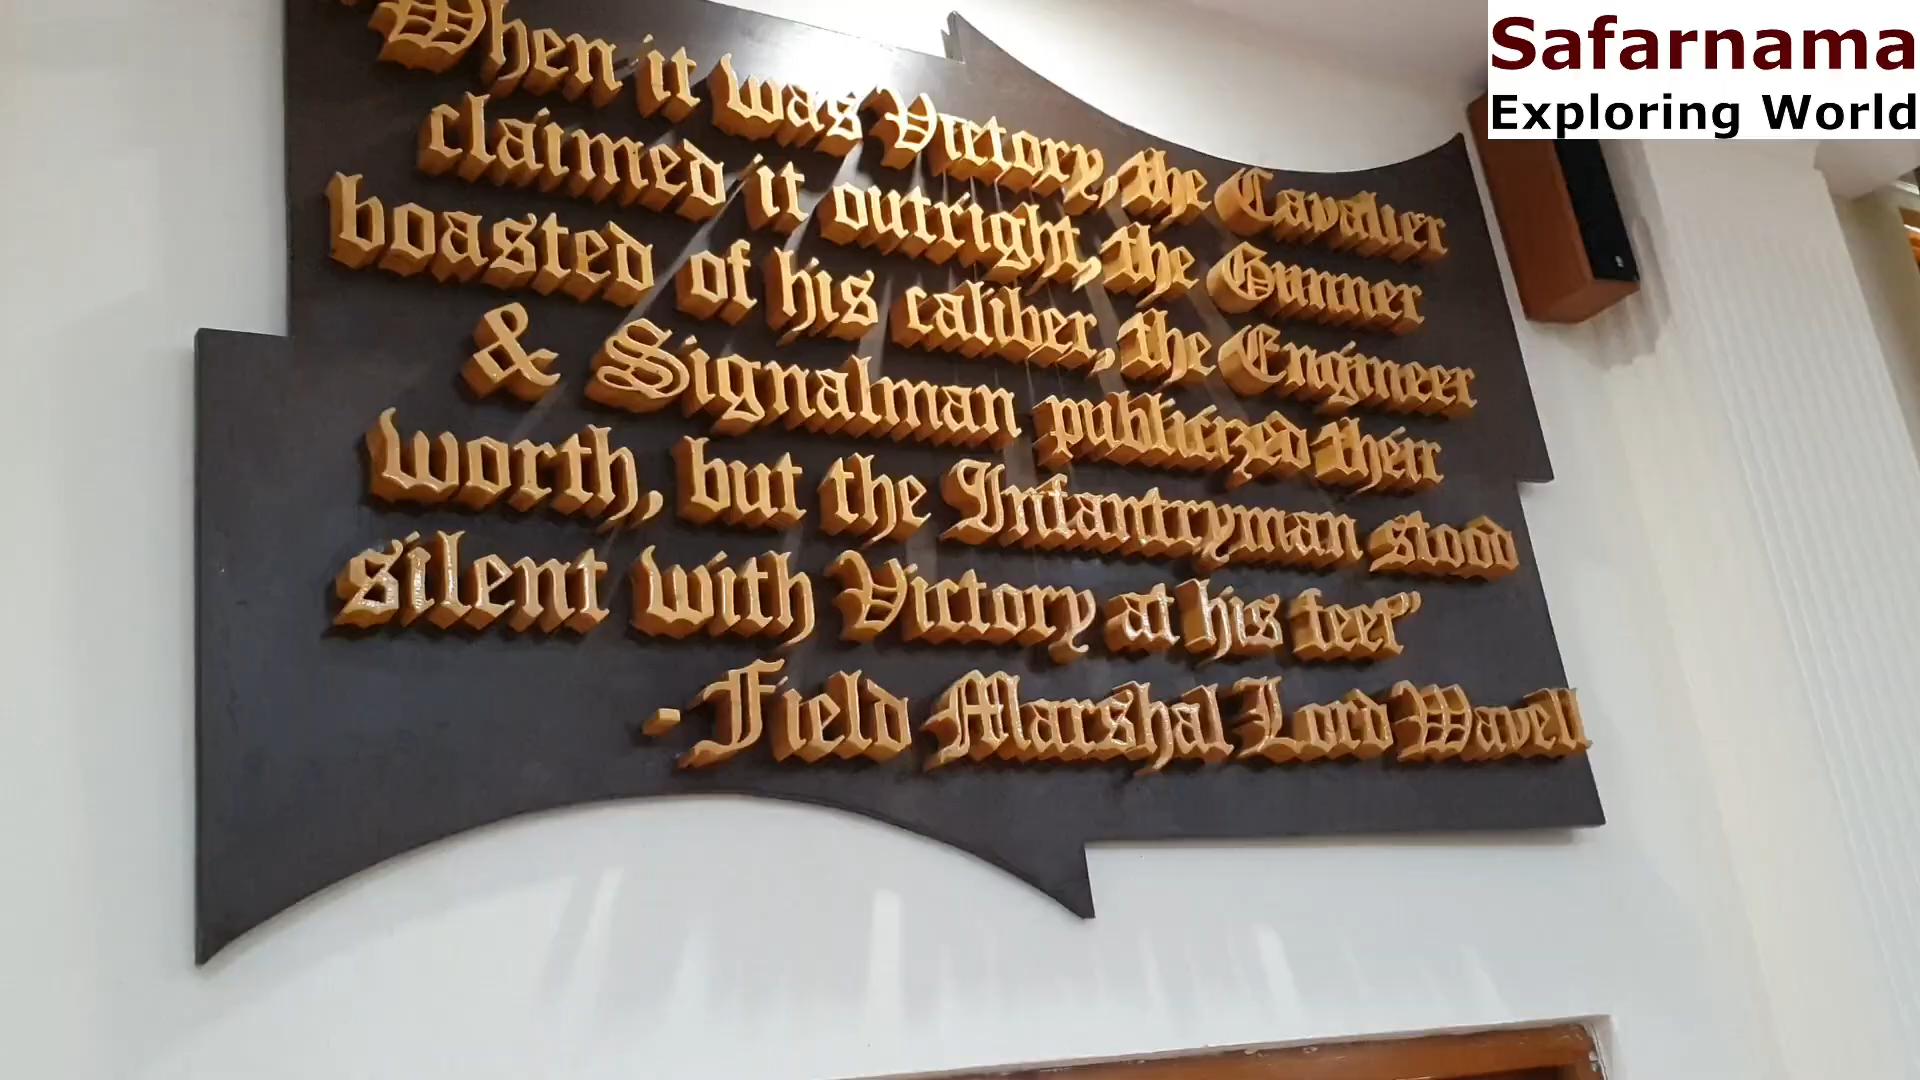 "When it was Victory, the Cavalier
claimed it outright, the Gunner
boasted of his caliber, the Engineer
& Signalman publicized their
worth, but the Infantryman stood
silent with Victory at his feet"
- Field Marshal Lord Wavell
Safarnama
Exploring World